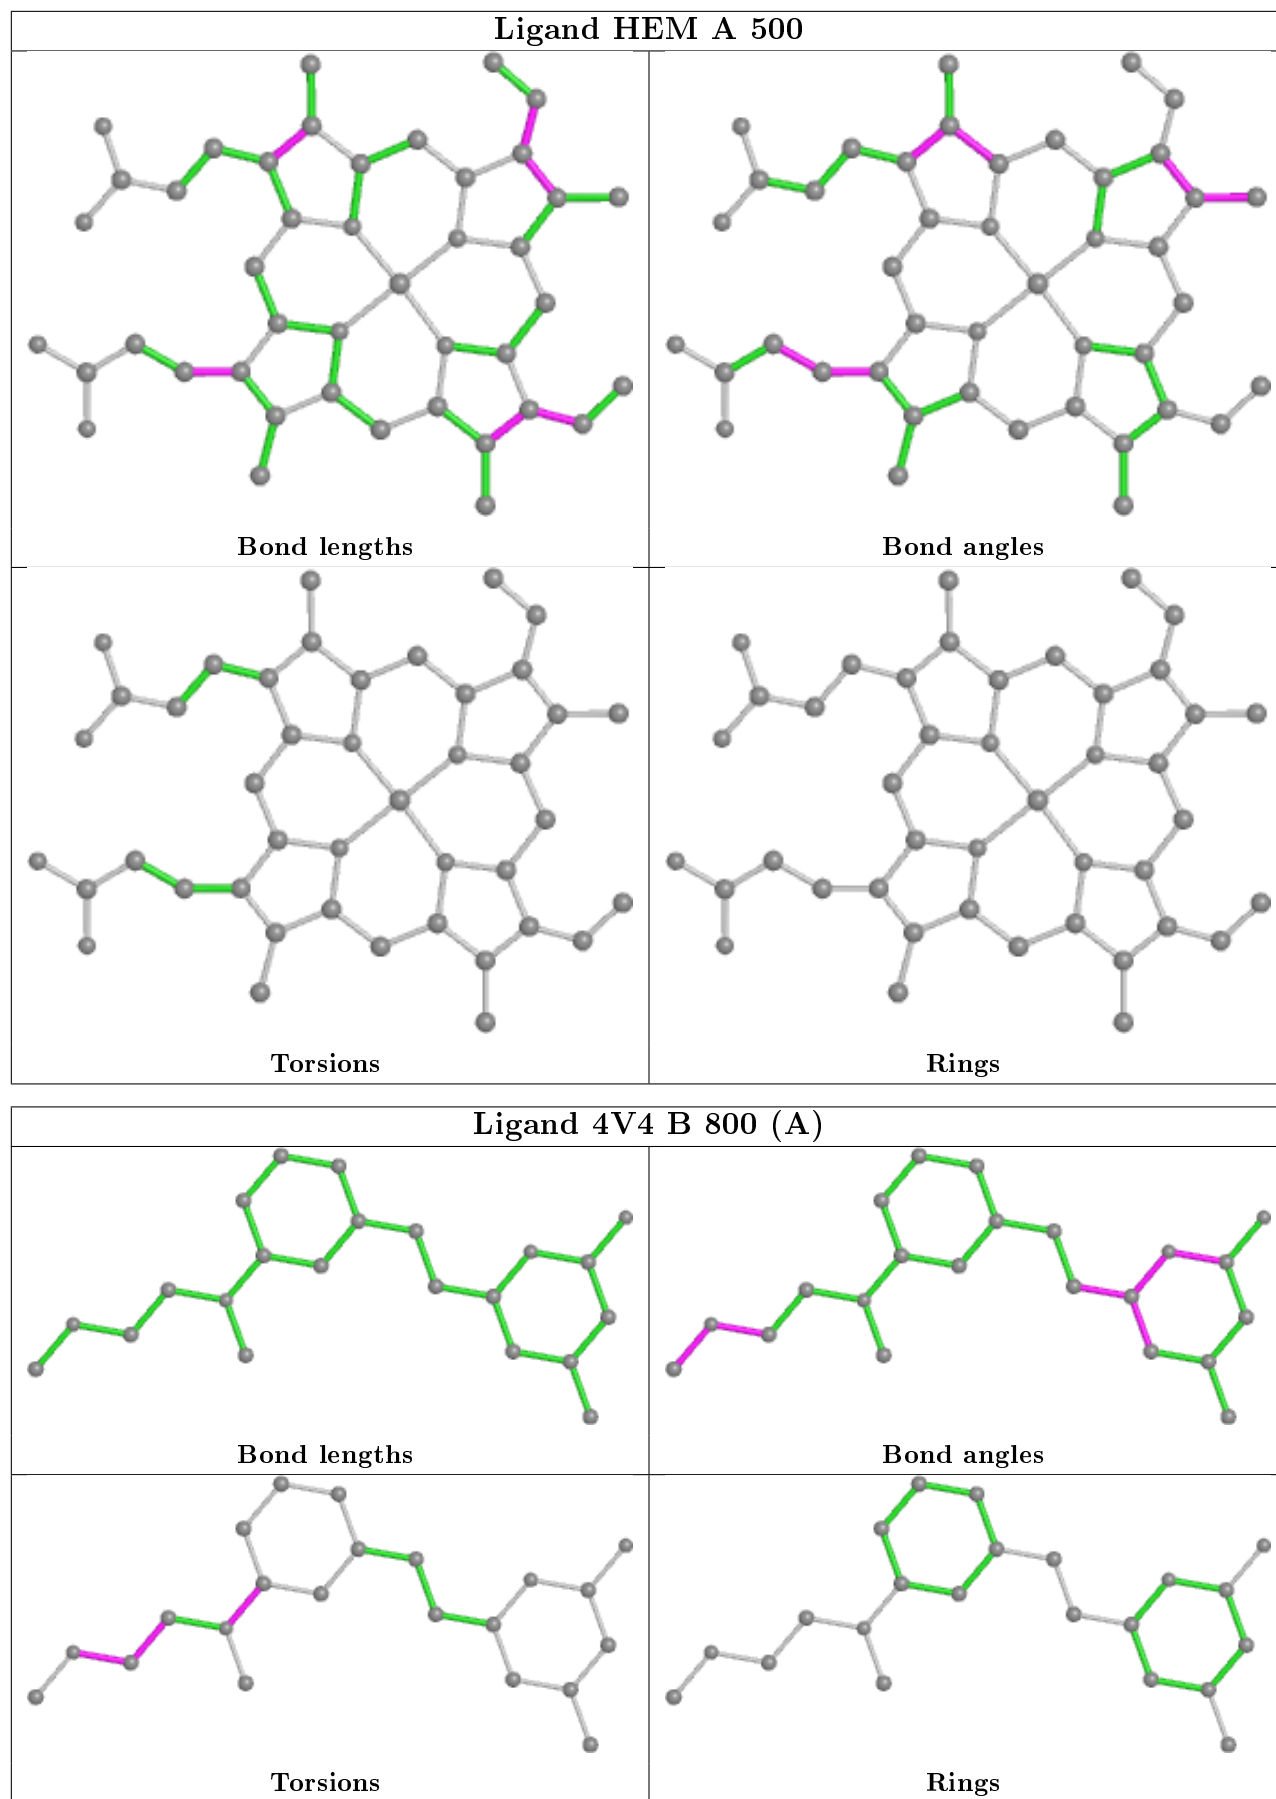 Ligand HEM A 500
Bond lengths
Bond angles
Torsions
Rings
Ligand 4V4 B 800 (A)
Bond lengths
Bond angles
Torsions
Rings